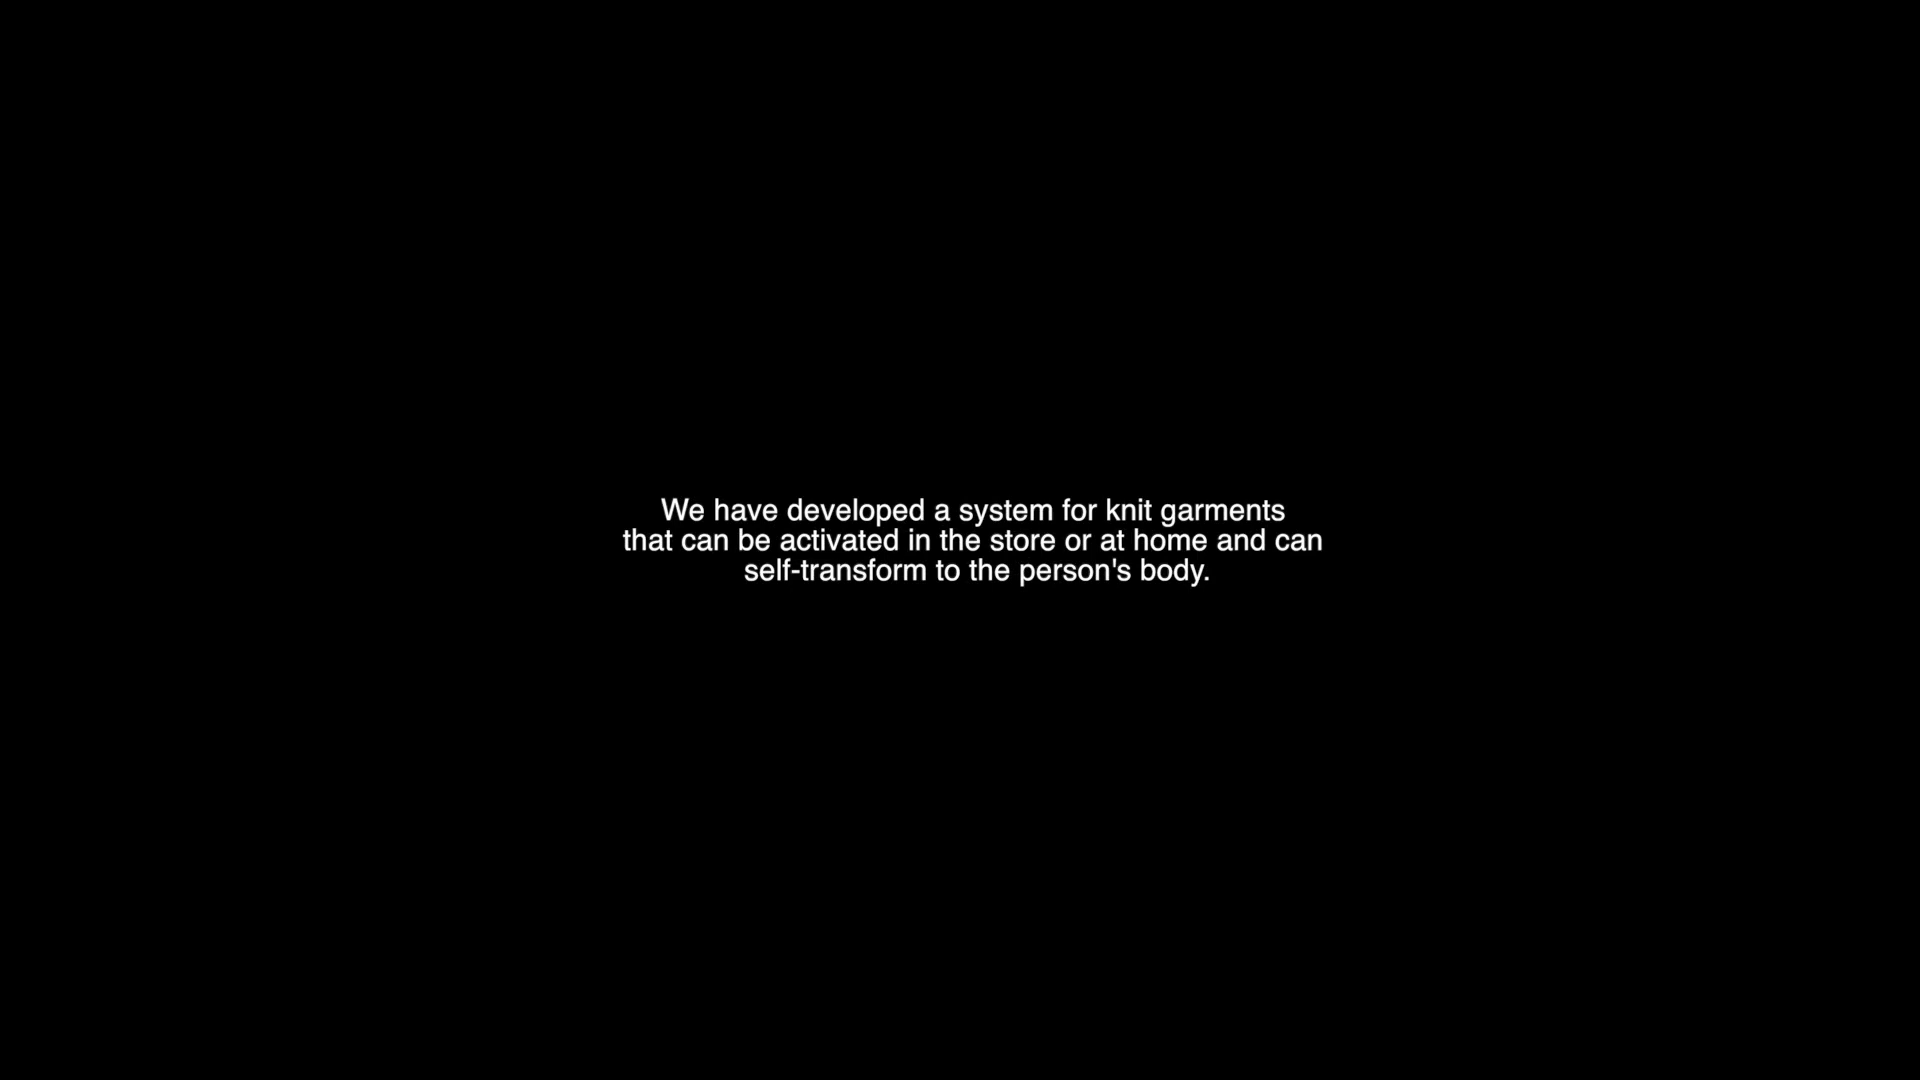 We have developed a system for knit garments
that can be activated in the store or at home and can
self-transform to the person's body.